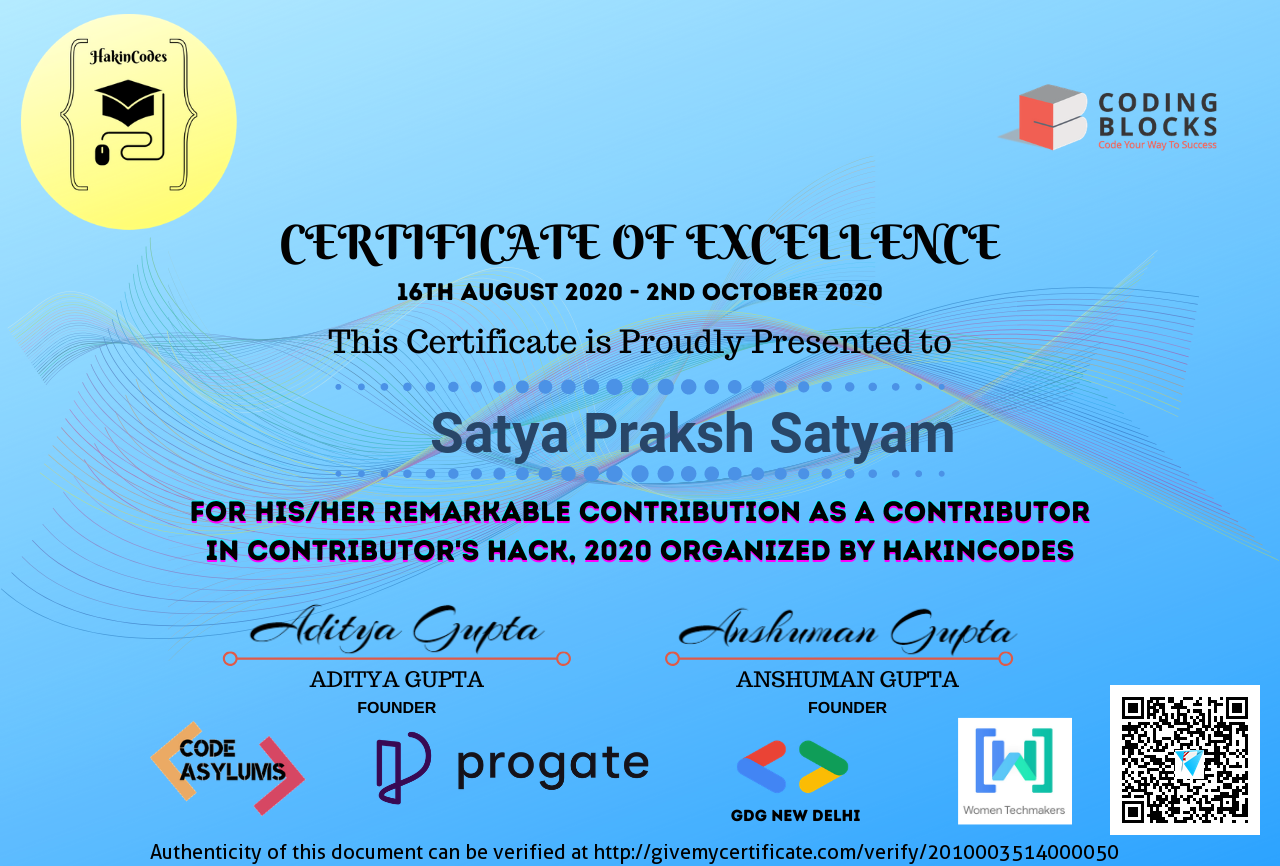 HakinCodes
CODING
BLOCKS
Code Your Way To Success
CERTIFICATE OF EXCELLENCE
16TH AUGUST 2020 - 2ND OCTOBER 2020
This Certificate is Proudly Presented to
Satya Praksh Satyam
FOR HIS/HER REMARKABLE CONTRIBUTION AS A CONTRIBUTOR
IN CONTRIBUTOR'S HACK, 2020 ORGANIZED BY HAKINCODES
Aditya Gupta
Anshuman Gupta
ADITYA GUPTA
ANSHUMAN GUPTA
FOUNDER
FOUNDER
CODE
ASYLUMS
progate
GDG NEW DELHI
W
Women Techmakers
Authenticity of this document can be verified at http://givemycertificate.com/verify/2010003514000050